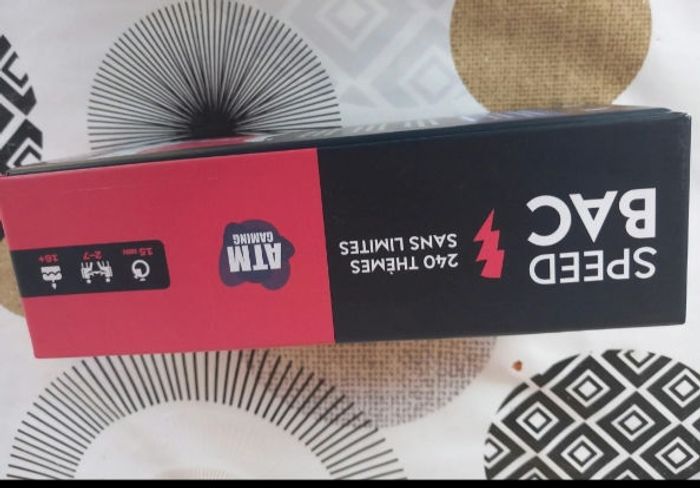 SPEED
BAC
240 THÈMES
SANS LIMITES
ATM
GAMING
15 MIN
2-7
16+